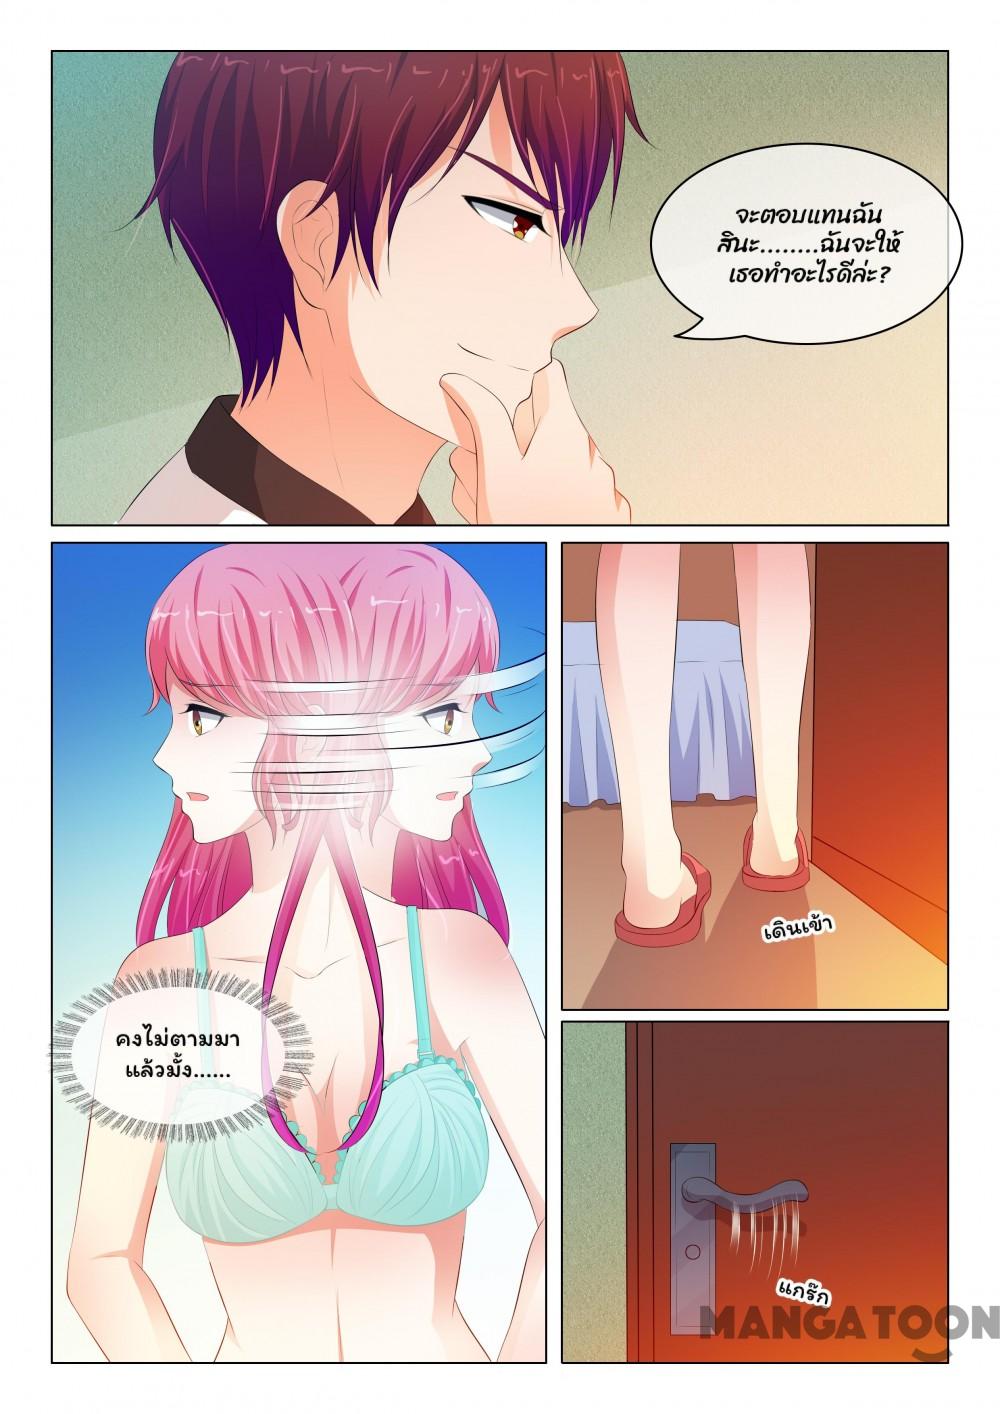 จะตอบแทนฉัน
สินะ........ฉันจะให้
เธอทำอะไรดีล่ะ?
คงไม่ตามมา
แล้วมั้ง......
เดินเข้า
แกร๊ก
MANGATOON